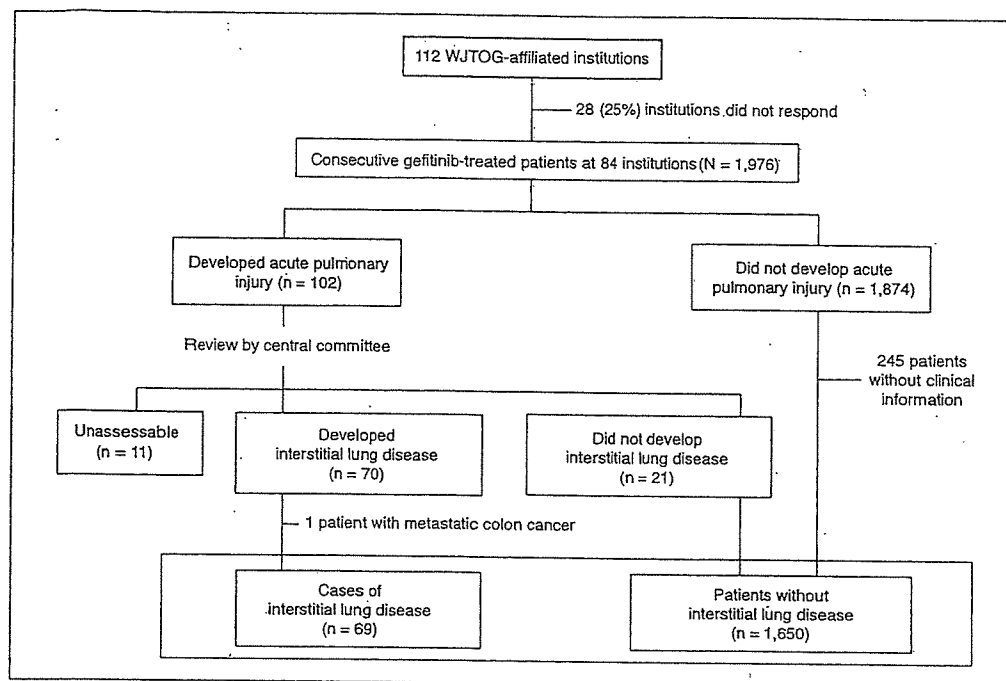 112 WJTOG-affiliated institutions
28 (25%) institutions did not respond
Consecutive gefitinib-treated patients at 84 institutions (N = 1,976)
Developed acute pulmonary
injury (n = 102)
Did not develop acute
pulmonary injury (n = 1,874)
Review by central committee
245 patients
without clinical
information
Unassessable
(n = 11)
Developed
interstitial lung disease
(n = 70)
Did not develop
interstitial lung disease
(n = 21)
1 patient with metastatic colon cancer
Cases of
interstitial lung disease
(n = 69)
Patients without
interstitial lung disease
(n = 1,650)